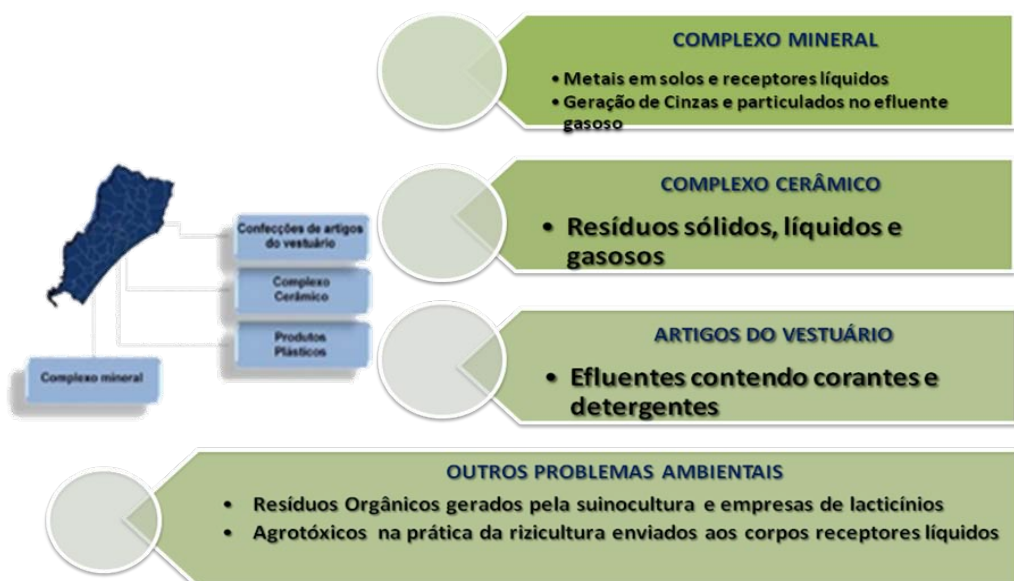 COMPLEXO MINERAL
• Metais em solos e receptores líquidos
• Geração de Cinzas e particulados no efluente
gasoso
COMPLEXO CERÂMICO
• Resíduos sólidos, líquidos e
gasosos
Confecções de artigos
do vestuário
Complexo
Cerâmico
Produtos
Plásticos
Complexo mineral
ARTIGOS DO VESTUÁRIO
• Efluentes contendo corantes e
detergentes
OUTROS PROBLEMAS AMBIENTAIS
• Resíduos Orgânicos gerados pela suinocultura e empresas de lacticínios
• Agrotóxicos na prática da rizicultura enviados aos corpos receptores líquidos